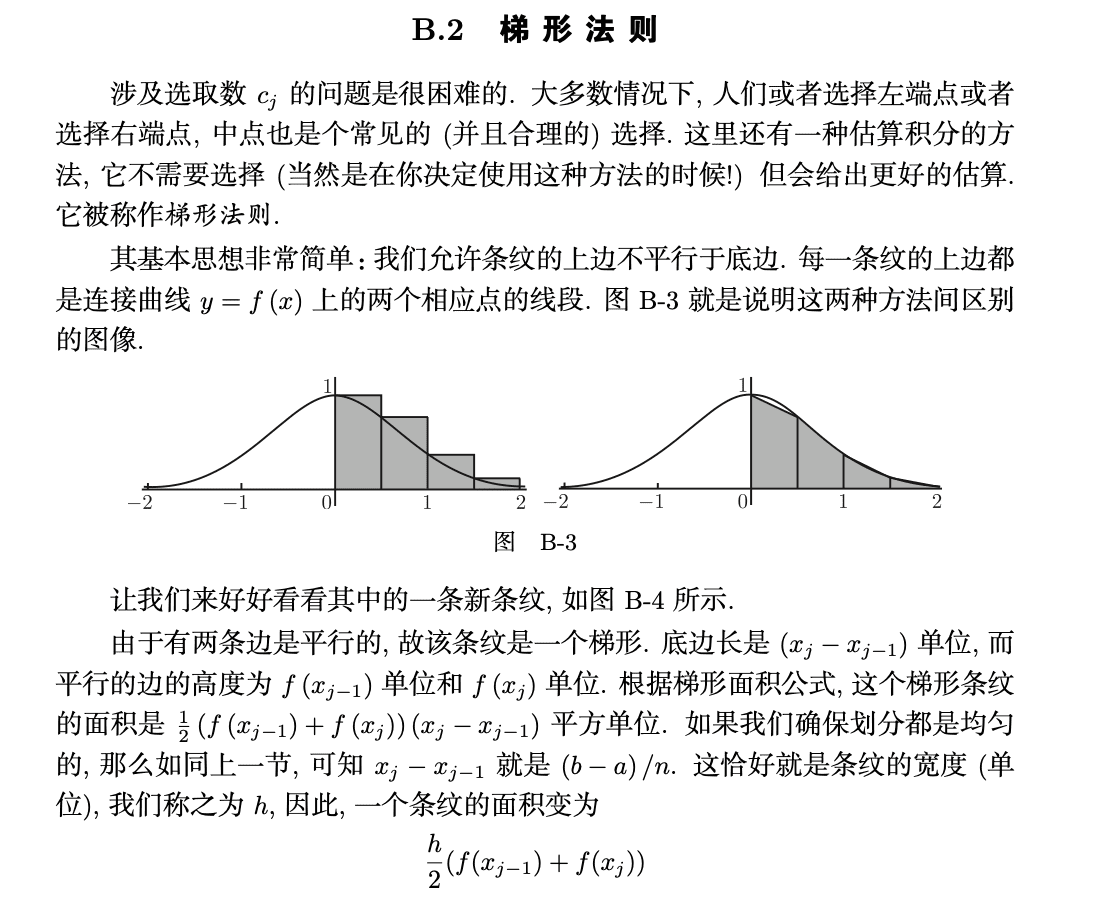 B.2 梯 形 法 则
涉及选取数 c_j 的问题是很困难的. 大多数情况下, 人们或者选择左端点或者
选择右端点, 中点也是个常见的 (并且合理的) 选择. 这里还有一种估算积分的方
法, 它不需要选择 (当然是在你决定使用这种方法的时候!) 但会给出更好的估算.
它被称作梯形法则.
其基本思想非常简单: 我们允许条纹的上边不平行于底边. 每一条纹的上边都
是连接曲线 y = f (x) 上的两个相应点的线段. 图 B-3 就是说明这两种方法间区别
的图像.
1 1
−2 −1 0 1 2 −2 −1 0 1 2
图 B-3
让我们来好好看看其中的一条新条纹, 如图 B-4 所示.
由于有两条边是平行的, 故该条纹是一个梯形. 底边长是 (x_j − x_{j−1}) 单位, 而
平行的边的高度为 f (x_{j−1}) 单位和 f (x_j) 单位. 根据梯形面积公式, 这个梯形条纹
的面积是 1/2 (f (x_{j−1}) + f (x_j)) (x_j − x_{j−1}) 平方单位. 如果我们确保划分都是均匀
的, 那么如同上一节, 可知 x_j − x_{j−1} 就是 (b − a) /n. 这恰好就是条纹的宽度 (单
位), 我们称之为 h, 因此, 一个条纹的面积变为
h/2 (f(x_{j−1}) + f(x_j))